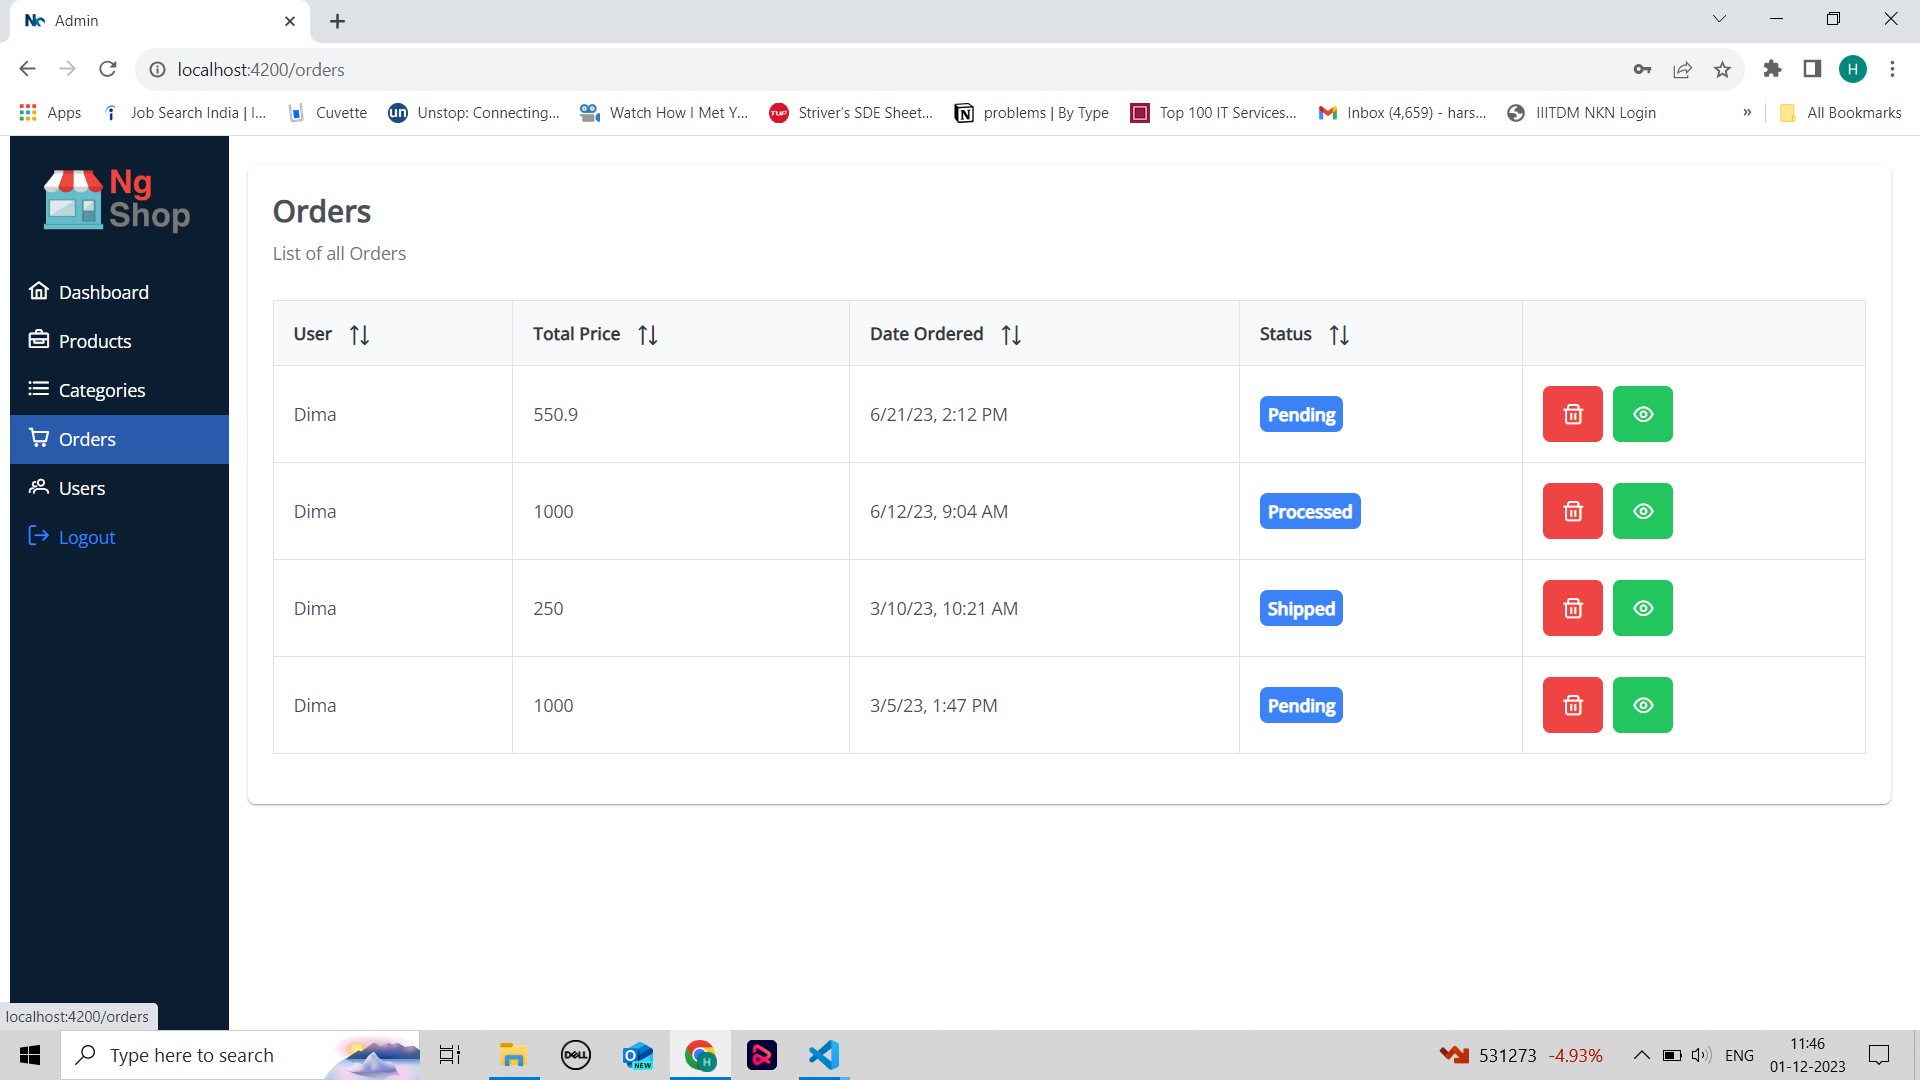 Admin
localhost:4200/orders
H
Apps
Job Search India | I...
Cuvette
un
Unstop: Connecting...
Watch How I Met Y...
TUF
Striver's SDE Sheet...
problems | By Type
Top 100 IT Services...
Inbox (4,659) - hars...
IIITDM NKN Login
»
All Bookmarks
Ng
Shop
Dashboard
Products
Categories
Orders
Users
Logout
Orders
List of all Orders
User Total Price Date Ordered Status
Dima 550.9 6/21/23, 2:12 PM Pending
Dima 1000 6/12/23, 9:04 AM Processed
Dima 250 3/10/23, 10:21 AM Shipped
Dima 1000 3/5/23, 1:47 PM Pending
localhost:4200/orders
Type here to search
DELL
NEW
H
531273 -4.93%
ENG
11:46
01-12-2023